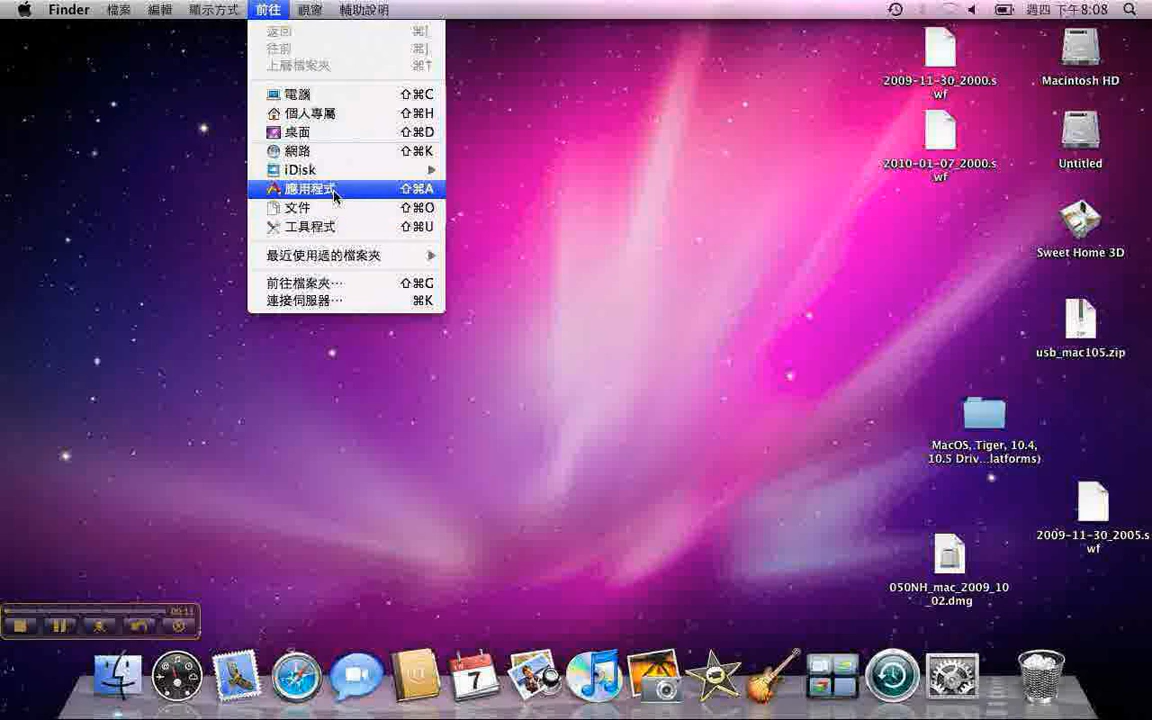 Finder 檔案 編輯 顯示方式 前往 視窗 輔助說明 週四 下午8:08
返回 ⌘[
往前 ⌘]
上層檔案夾 ⌘↑
電腦 ⇧⌘C
個人專屬 ⇧⌘H
桌面 ⇧⌘D
網路 ⇧⌘K
iDisk
應用程式 ⇧⌘A
文件 ⇧⌘O
工具程式 ⇧⌘U
最近使用過的檔案夾
前往檔案夾… ⇧⌘G
連接伺服器… ⌘K
2009-11-30_2000.s
wf
Macintosh HD
2010-01-07_2000.s
wf
Untitled
Sweet Home 3D
ZIP
usb_mac105.zip
MacOS, Tiger, 10.4,
10.5 Driv...latforms)
2009-11-30_2005.s
wf
050NH_mac_2009_10
_02.dmg
00:11
7